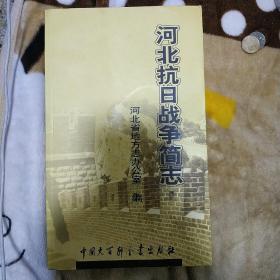 河北抗日战争简志
河北省地方志办公室 编
中国大百科全书出版社